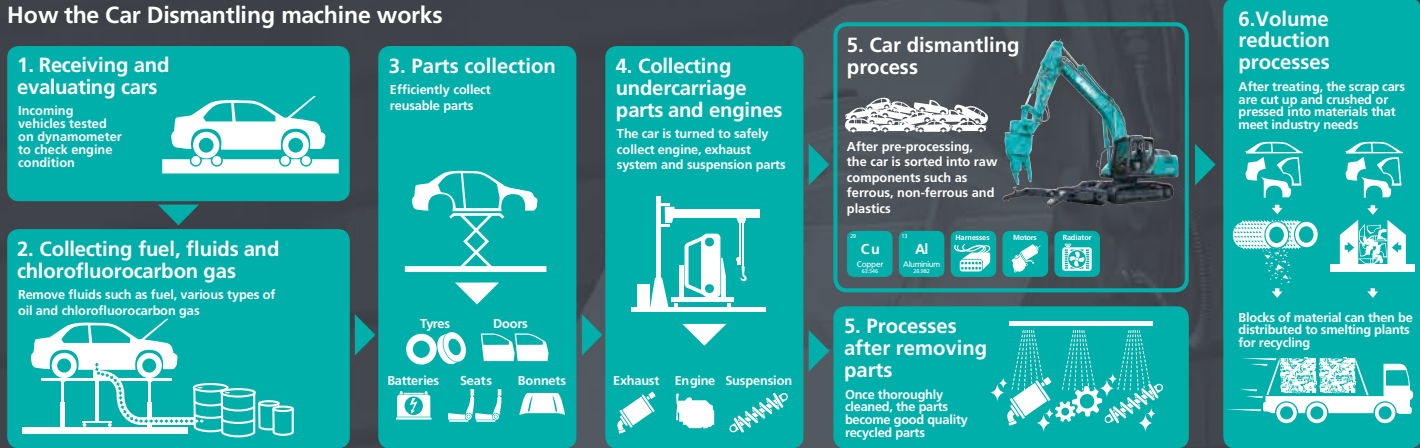 How the Car Dismantling machine works
1. Receiving and
evaluating cars
Incoming
vehicles tested
on dynamometer
to check engine
condition
2. Collecting fuel, fluids and
chlorofluorocarbon gas
Remove fluids such as fuel, various types of
oil and chlorofluorocarbon gas
3. Parts collection
Efficiently collect
reusable parts
Tyres Doors
Batteries Seats Bonnets
4. Collecting
undercarriage
parts and engines
The car is turned to safely
collect engine, exhaust
system and suspension parts
Exhaust Engine Suspension
5. Car dismantling
process
After pre-processing,
the car is sorted into raw
components such as
ferrous, non-ferrous and
plastics
29
Cu
Copper
63.546
13
Al
Aluminium
26.982
Harnesses
Motors
Radiator
5. Processes
after removing
parts
Once thoroughly
cleaned, the parts
become good quality
recycled parts
6.Volume
reduction
processes
After treating, the scrap cars
are cut up and crushed or
pressed into materials that
meet industry needs
Blocks of material can then be
distributed to smelting plants
for recycling